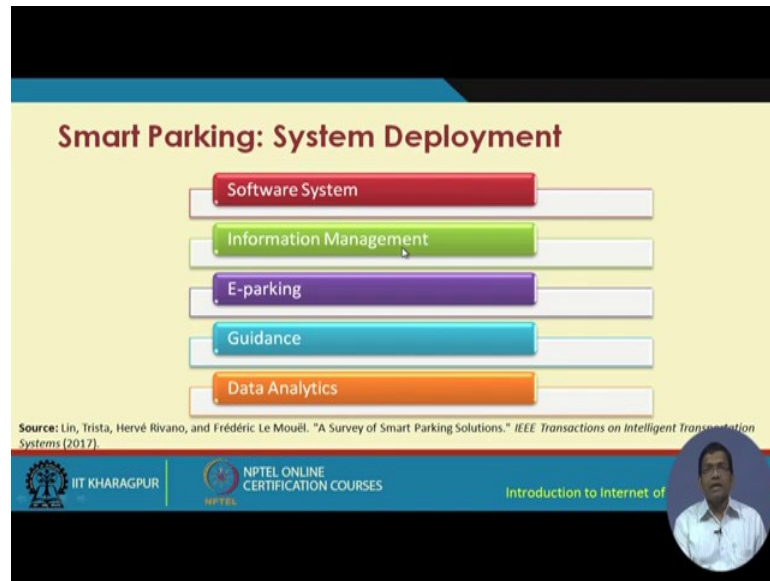 Smart Parking: System Deployment
Software System
Information Management
E-parking
Guidance
Data Analytics
Source: Lin, Trista, Hervé Rivano, and Frédéric Le Mouël. "A Survey of Smart Parking Solutions." IEEE Transactions on Intelligent Transportation
Systems (2017).
IIT KHARAGPUR
NPTEL ONLINE
CERTIFICATION COURSES
NPTEL
Introduction to Internet of